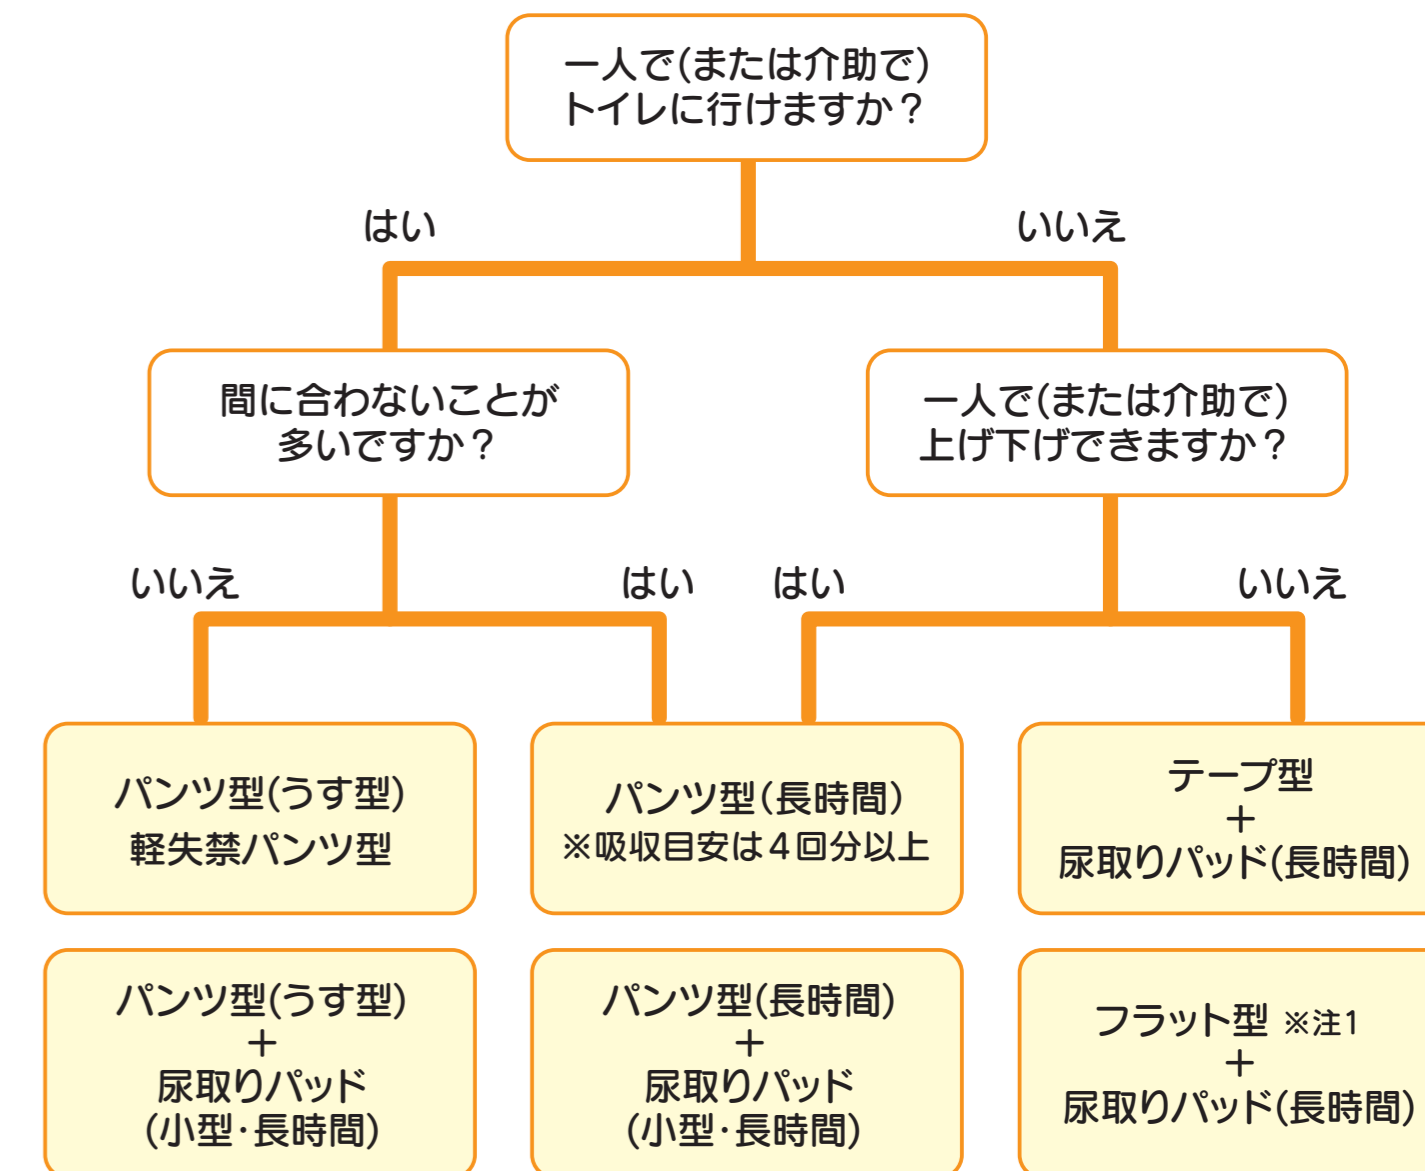 一人で(または介助で)
トイレに行けますか？
はい
いいえ
間に合わないことが
多いですか？
一人で(または介助で)
上げ下げできますか？
いいえ
はい
はい
いいえ
パンツ型(うす型)
軽失禁パンツ型
パンツ型(長時間)
※吸収目安は４回分以上
テープ型
＋
尿取りパッド(長時間)
パンツ型(うす型)
＋
尿取りパッド
(小型･長時間)
パンツ型(長時間)
＋
尿取りパッド
(小型･長時間)
フラット型 ※注1
＋
尿取りパッド(長時間)